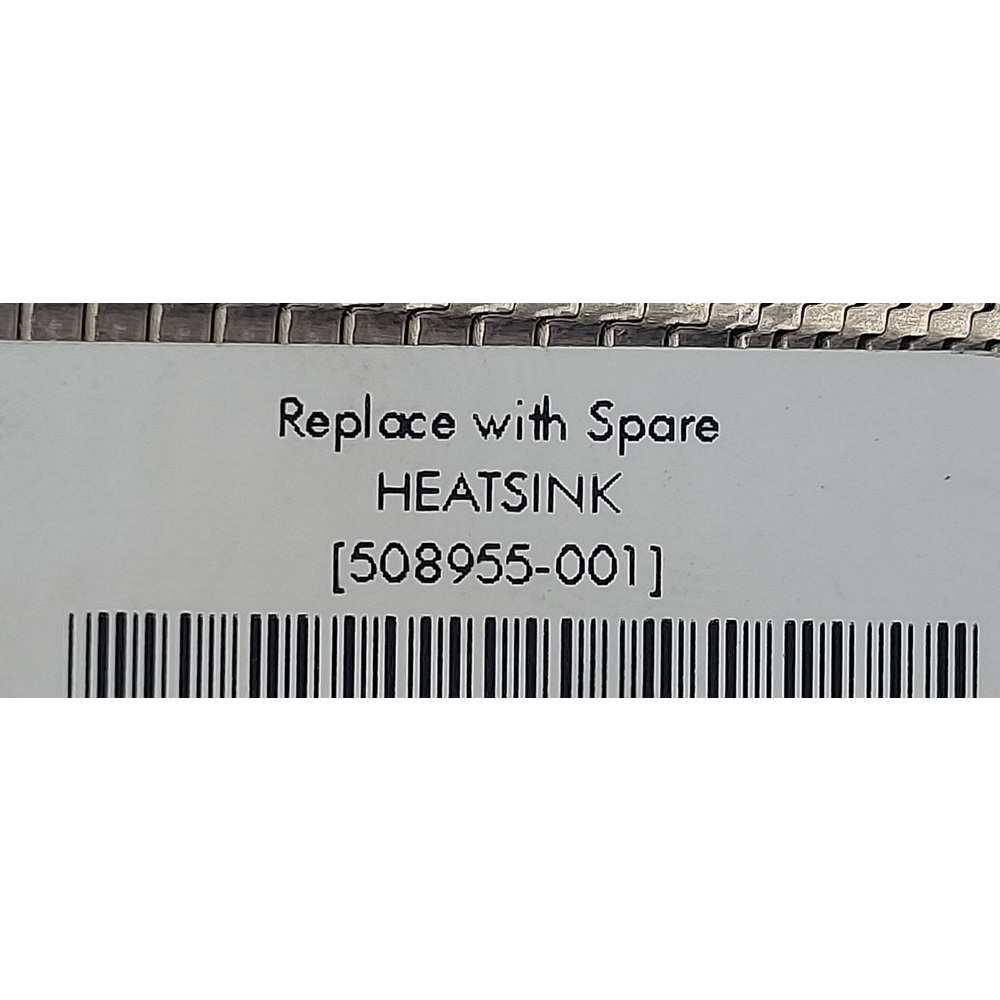 Replace with Spare
HEATSINK
[508955-001]